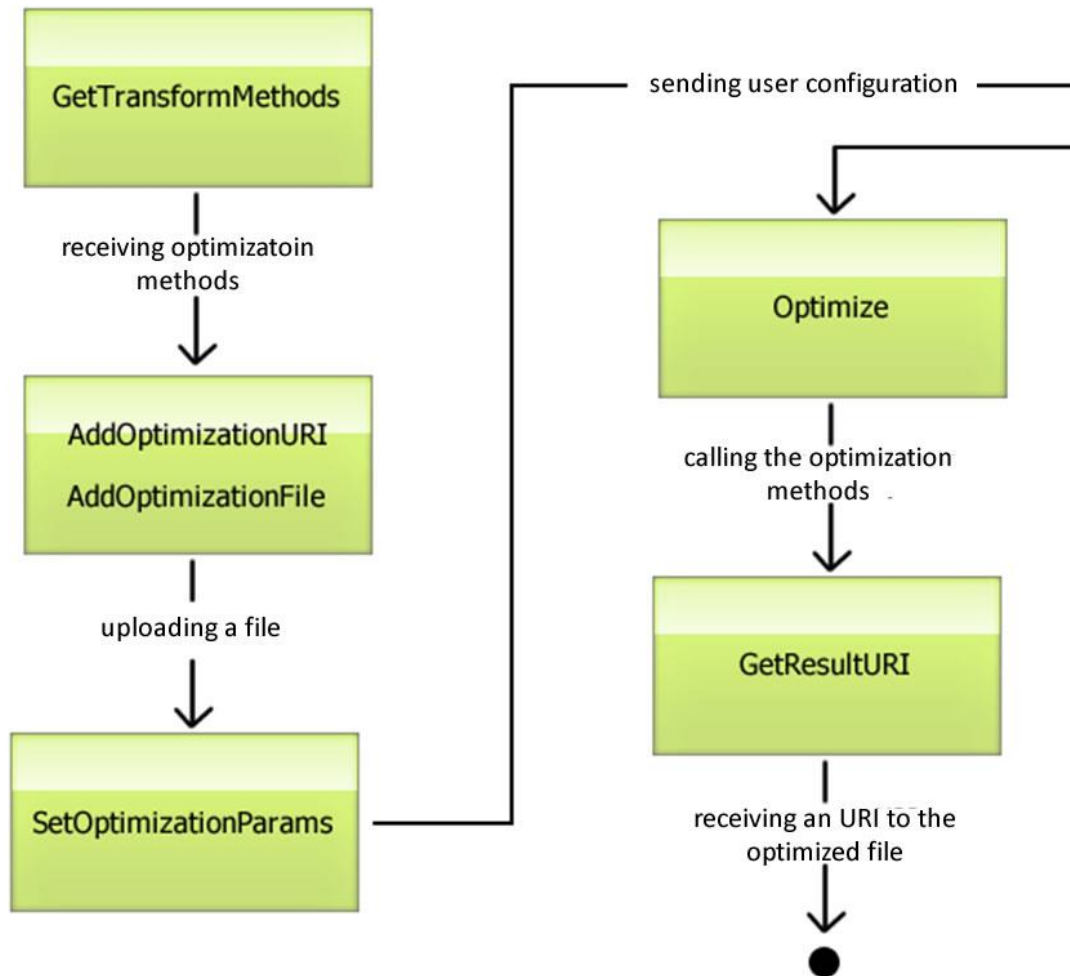 GetTransformMethods
receiving optimizatoin
methods
AddOptimizationURI
AddOptimizationFile
uploading a file
SetOptimizationParams
sending user configuration
Optimize
calling the optimization
methods
GetResultURI
receiving an URI to the
optimized file